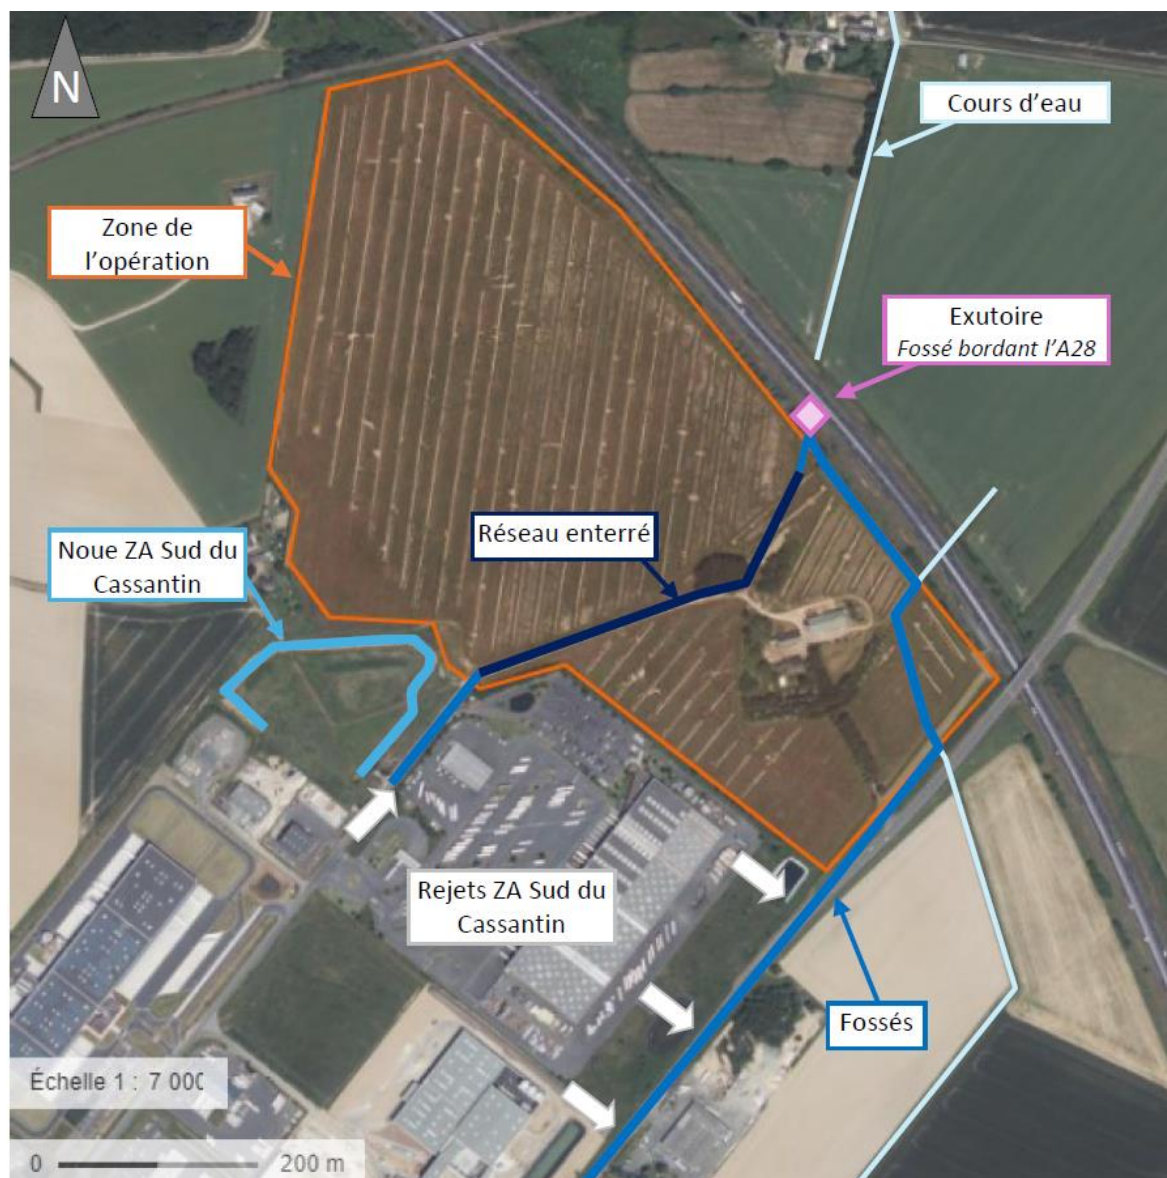 N
Cours d'eau
Zone de
l'opération
Exutoire
Fossé bordant l'A28
Réseau enterré
Noue ZA Sud du
Cassantin
Rejets ZA Sud du
Cassantin
Fossés
Échelle 1 : 7 000
0
200 m